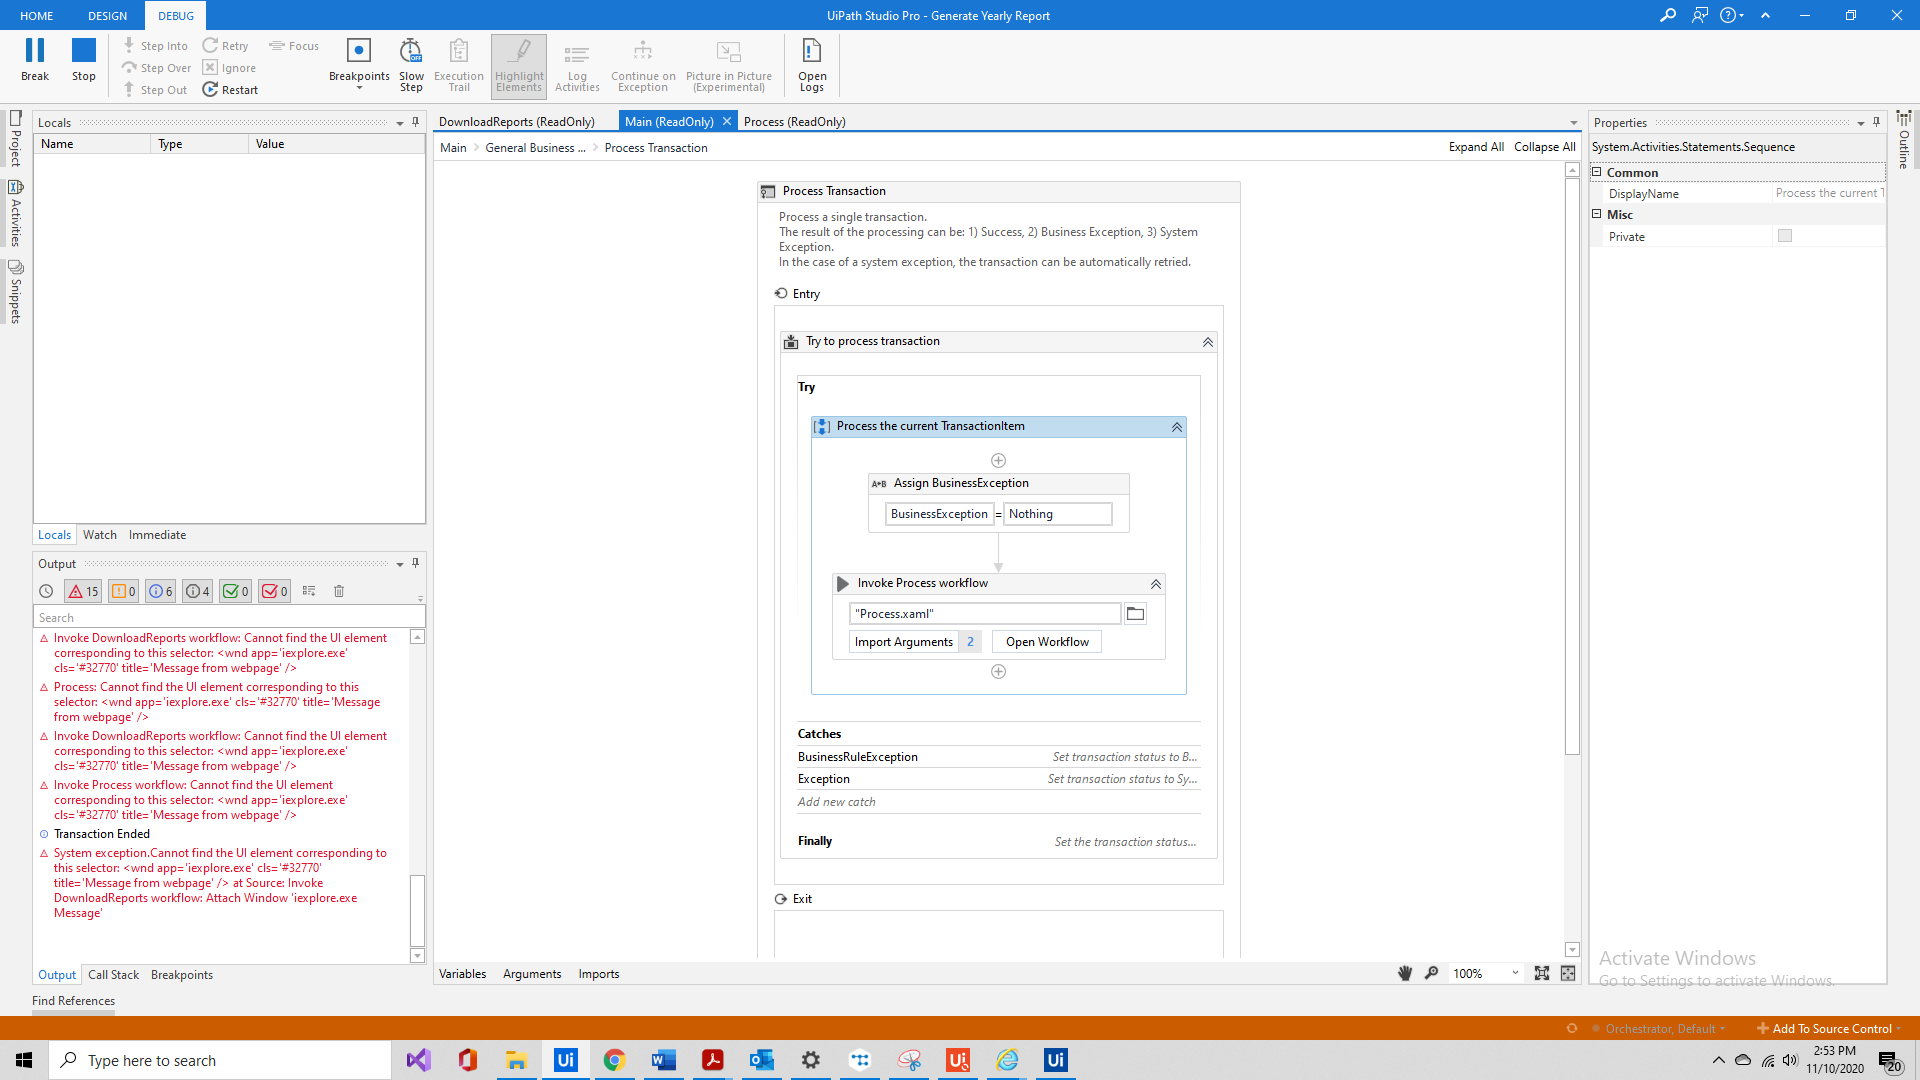 HOME DESIGN DEBUG
UiPath Studio Pro - Generate Yearly Report
Break
Stop
Step Into
Step Over
Step Out
Retry
Ignore
Restart
Focus
Breakpoints
Slow
Step
Execution
Trail
Highlight
Elements
Log
Activities
Continue on
Exception
Picture in Picture
(Experimental)
Open
Logs
Project
Activities
Snippets
Locals
Name Type Value
Locals Watch Immediate
Output
15 0 6 4 0 0
Search
Invoke DownloadReports workflow: Cannot find the UI element
corresponding to this selector: <wnd app='iexplore.exe'
cls='#32770' title='Message from webpage' />
Process: Cannot find the UI element corresponding to this
selector: <wnd app='iexplore.exe' cls='#32770' title='Message
from webpage' />
Invoke DownloadReports workflow: Cannot find the UI element
corresponding to this selector: <wnd app='iexplore.exe'
cls='#32770' title='Message from webpage' />
Invoke Process workflow: Cannot find the UI element
corresponding to this selector: <wnd app='iexplore.exe'
cls='#32770' title='Message from webpage' />
Transaction Ended
System exception.Cannot find the UI element corresponding to
this selector: <wnd app='iexplore.exe' cls='#32770'
title='Message from webpage' /> at Source: Invoke
DownloadReports workflow: Attach Window 'iexplore.exe
Message'
Output Call Stack Breakpoints
Find References
DownloadReports (ReadOnly) Main (ReadOnly) Process (ReadOnly)
Main General Business ... Process Transaction
Expand All Collapse All
Process Transaction
Process a single transaction.
The result of the processing can be: 1) Success, 2) Business Exception, 3) System
Exception.
In the case of a system exception, the transaction can be automatically retried.
Entry
Try to process transaction
Try
Process the current TransactionItem
A+B Assign BusinessException
BusinessException = Nothing
Invoke Process workflow
"Process.xaml"
Import Arguments 2 Open Workflow
Catches
BusinessRuleException Set transaction status to B...
Exception Set transaction status to Sy...
Add new catch
Finally Set the transaction status...
Exit
Variables Arguments Imports
100%
Properties
System.Activities.Statements.Sequence
Common
DisplayName Process the current T
Misc
Private
Outline
Activate Windows
Go to Settings to activate Windows.
Orchestrator, Default
Add To Source Control
Type here to search
Ui
Ui
2:53 PM
11/10/2020
20